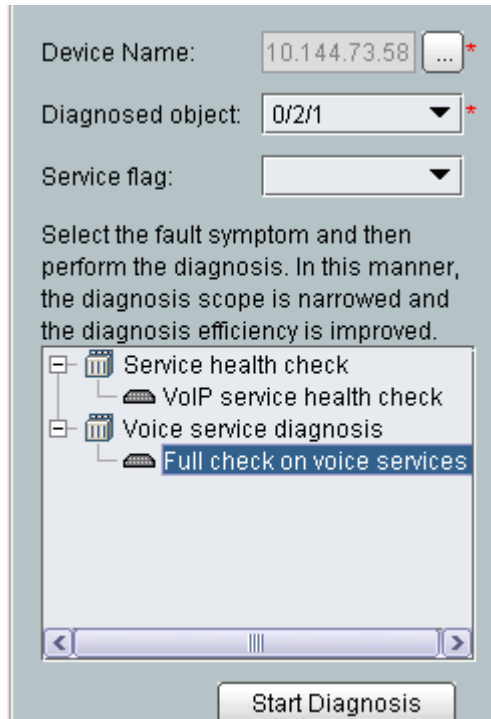 Device Name: 10.144.73.58 ... *
Diagnosed object: 0/2/1 *
Service flag:
Select the fault symptom and then
perform the diagnosis. In this manner,
the diagnosis scope is narrowed and
the diagnosis efficiency is improved.
Service health check
VoIP service health check
Voice service diagnosis
Full check on voice services
Start Diagnosis